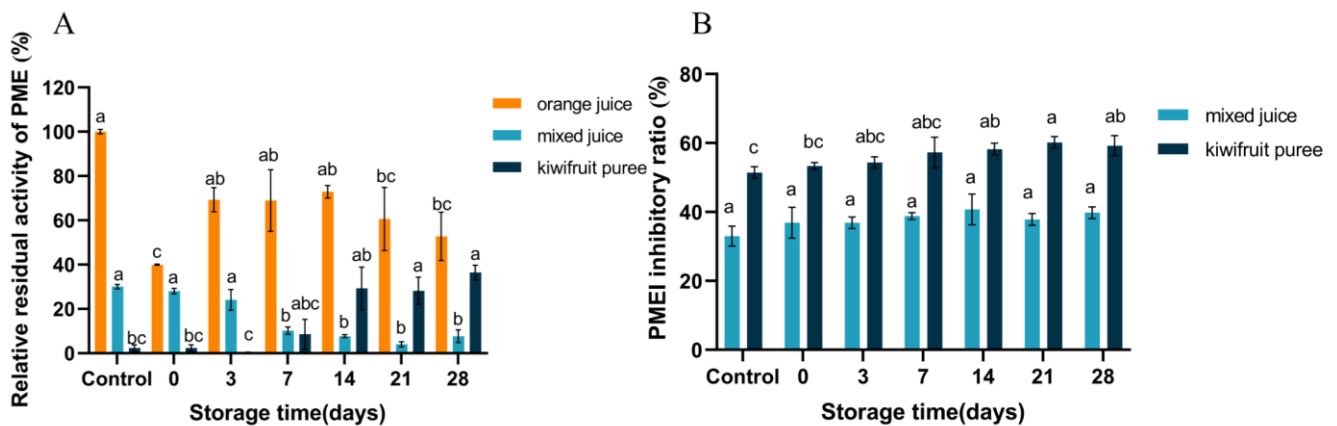 A
Relative residual activity of PME (%)
120
100
80
60
40
20
0
a
bc
a
c
a
bc
ab
a
c
ab
b
abc
ab
b
ab
bc
b
a
bc
b
a
orange juice
mixed juice
kiwifruit puree
Control 0 3 7 14 21 28
Storage time(days)
B
PMEI inhibitory ratio (%)
80
60
40
20
0
a
c
a
bc
a
abc
a
abc
a
ab
a
a
a
ab
mixed juice
kiwifruit puree
Control 0 3 7 14 21 28
Storage time(days)